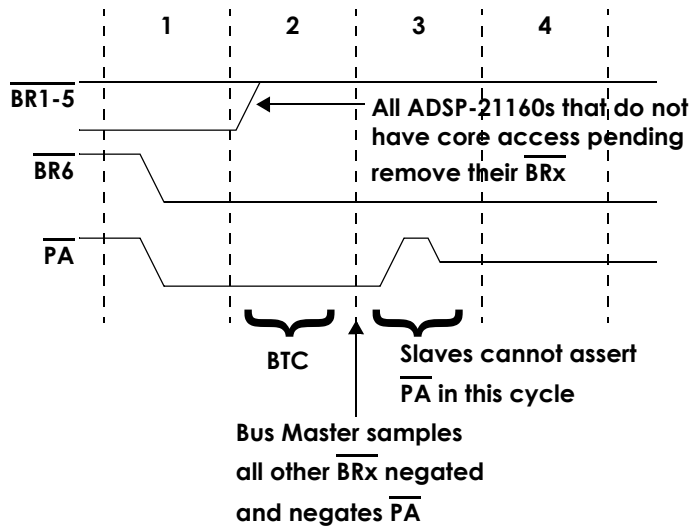 1 2 3 4
BR1-5
All ADSP-21160s that do not
have core access pending
remove their BRx
BR6
PA
BTC
Slaves cannot assert
PA in this cycle
Bus Master samples
all other BRx negated
and negates PA